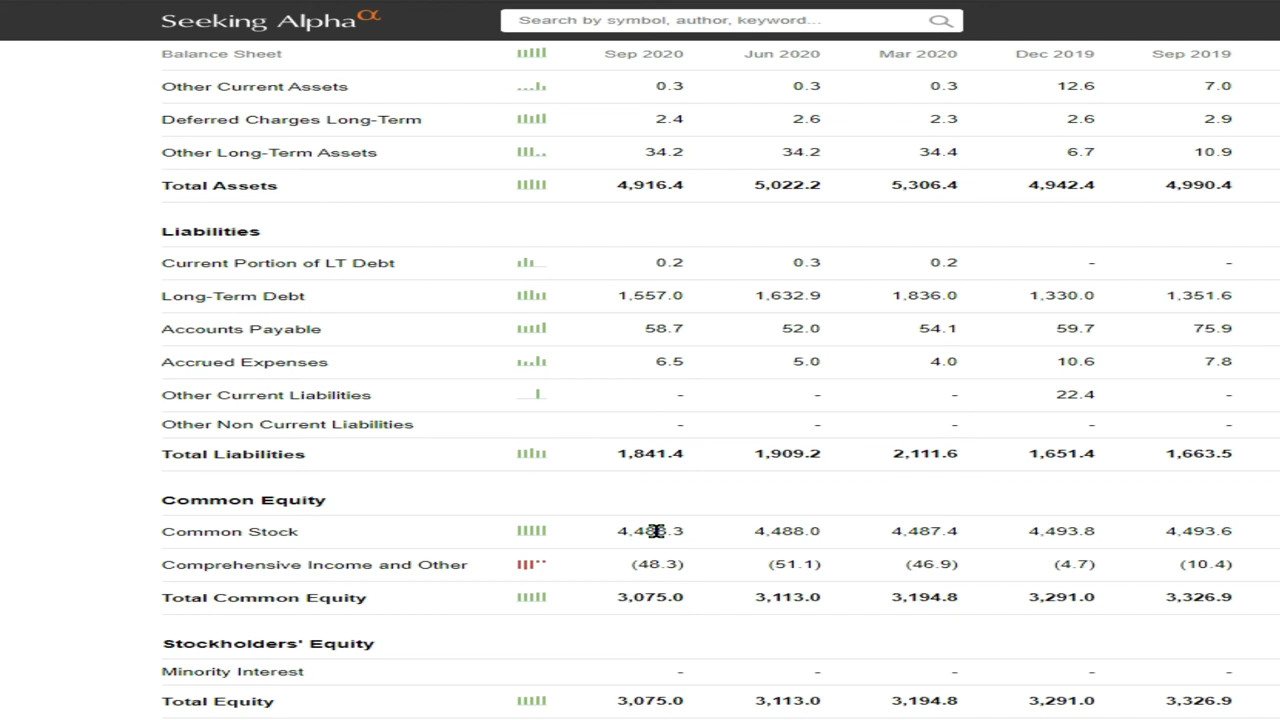 Seeking Alpha α
Search by symbol, author, keyword...
Balance Sheet Sep 2020 Jun 2020 Mar 2020 Dec 2019 Sep 2019
Other Current Assets 0.3 0.3 0.3 12.6 7.0
Deferred Charges Long-Term 2.4 2.6 2.3 2.6 2.9
Other Long-Term Assets 34.2 34.2 34.4 6.7 10.9
Total Assets 4,916.4 5,022.2 5,306.4 4,942.4 4,990.4
Liabilities
Current Portion of LT Debt 0.2 0.3 0.2 - -
Long-Term Debt 1,557.0 1,632.9 1,836.0 1,330.0 1,351.6
Accounts Payable 58.7 52.0 54.1 59.7 75.9
Accrued Expenses 6.5 5.0 4.0 10.6 7.8
Other Current Liabilities - - - 22.4 -
Other Non Current Liabilities - - - - -
Total Liabilities 1,841.4 1,909.2 2,111.6 1,651.4 1,663.5
Common Equity
Common Stock 4,488.0 4,487.4 4,493.8 4,493.6
Comprehensive Income and Other (48.3) (51.1) (46.9) (4.7) (10.4)
Total Common Equity 3,075.0 3,113.0 3,194.8 3,291.0 3,326.9
Stockholders' Equity
Minority Interest - - - - -
Total Equity 3,075.0 3,113.0 3,194.8 3,291.0 3,326.9